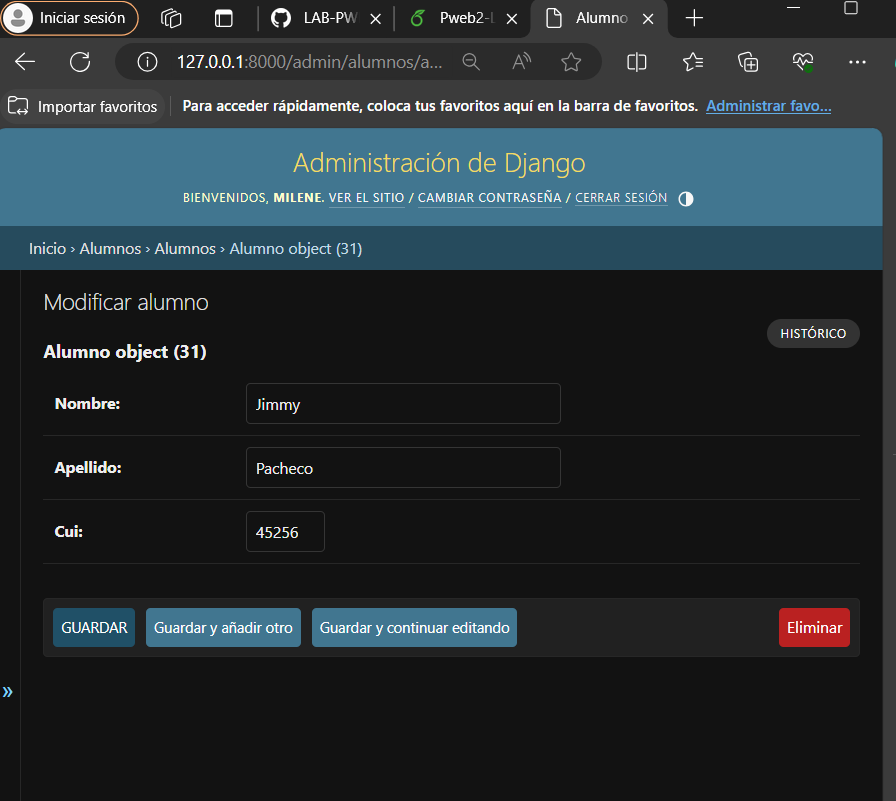 Iniciar sesión
LAB-PW
Pweb2-L
Alumno
127.0.0.1:8000/admin/alumnos/a...
Importar favoritos
Para acceder rápidamente, coloca tus favoritos aquí en la barra de favoritos. Administrar favo...
Administración de Django
BIENVENIDOS, MILENE. VER EL SITIO / CAMBIAR CONTRASEÑA / CERRAR SESIÓN
Inicio › Alumnos › Alumnos › Alumno object (31)
Modificar alumno
HISTÓRICO
Alumno object (31)
Nombre: Jimmy
Apellido: Pacheco
Cui: 45256
GUARDAR Guardar y añadir otro Guardar y continuar editando Eliminar
»